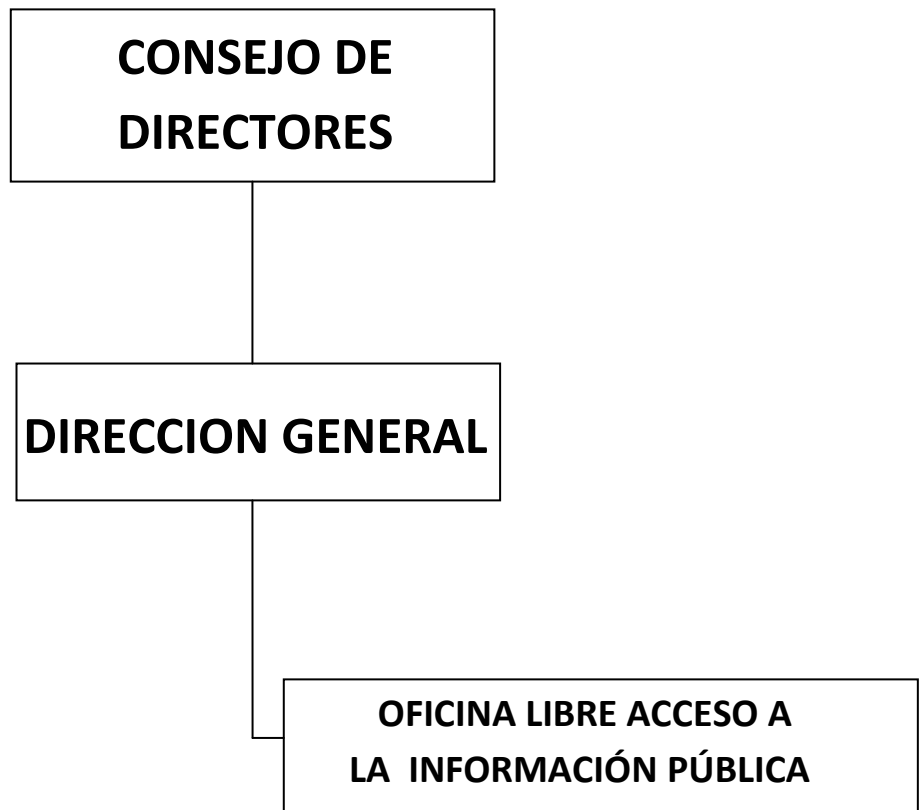 CONSEJO DE
DIRECTORES
DIRECCION GENERAL
OFICINA LIBRE ACCESO A
LA INFORMACIÓN PÚBLICA